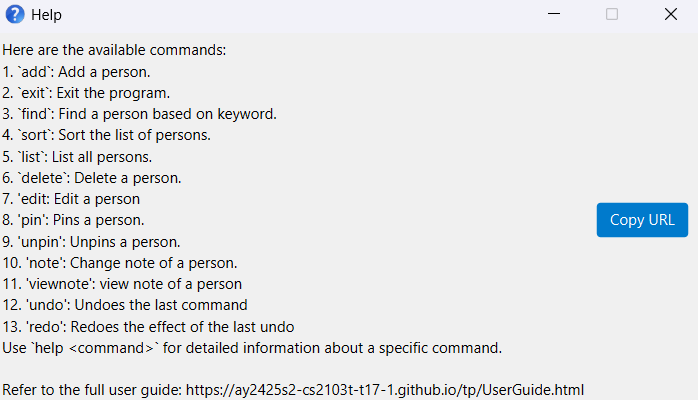 Help
Here are the available commands:
1. `add`: Add a person.
2. `exit`: Exit the program.
3. `find`: Find a person based on keyword.
4. `sort`: Sort the list of persons.
5. `list`: List all persons.
6. `delete`: Delete a person.
7. 'edit: Edit a person
8. 'pin': Pins a person.
Copy URL
9. 'unpin': Unpins a person.
10. 'note': Change note of a person.
11. 'viewnote': view note of a person
12. 'undo': Undoes the last command
13. 'redo': Redoes the effect of the last undo
Use `help <command>` for detailed information about a specific command.
Refer to the full user guide: https://ay2425s2-cs2103t-t17-1.github.io/tp/UserGuide.html